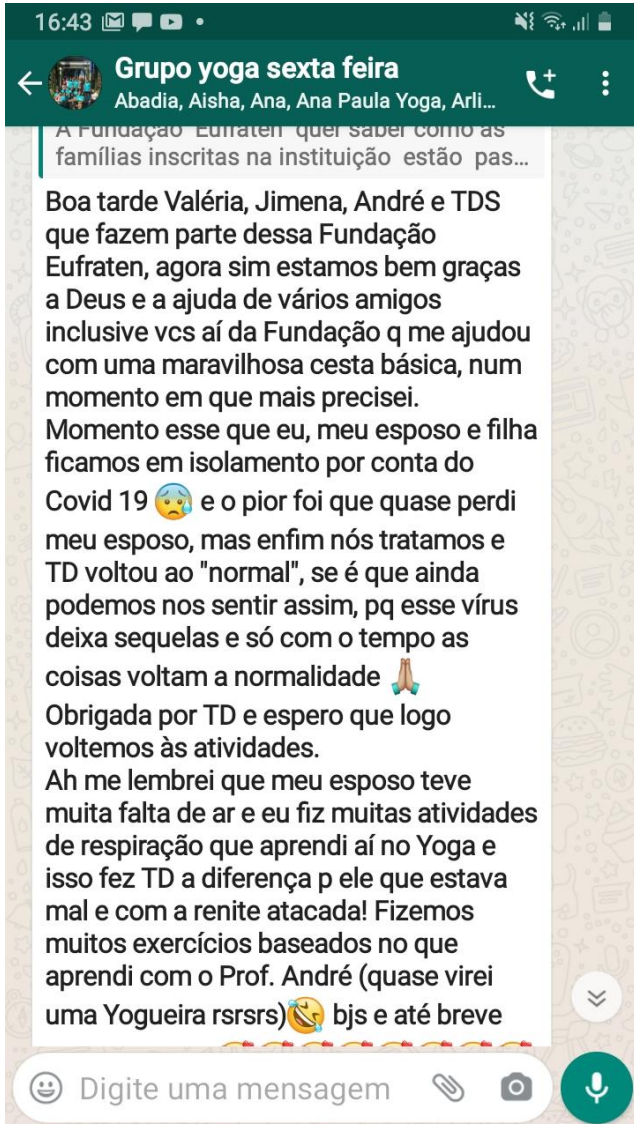 16:43
Grupo yoga sexta feira
Abadia, Aisha, Ana, Ana Paula Yoga, Arli...
A Fundação Eufraten quer saber como as
famílias inscritas na instituição estão pas...
Boa tarde Valéria, Jimena, André e TDS
que fazem parte dessa Fundação
Eufraten, agora sim estamos bem graças
a Deus e a ajuda de vários amigos
inclusive vcs aí da Fundação q me ajudou
com uma maravilhosa cesta básica, num
momento em que mais precisei.
Momento esse que eu, meu esposo e filha
ficamos em isolamento por conta do
Covid 19 😰 e o pior foi que quase perdi
meu esposo, mas enfim nós tratamos e
TD voltou ao "normal", se é que ainda
podemos nos sentir assim, pq esse vírus
deixa sequelas e só com o tempo as
coisas voltam a normalidade 🙏🏼
Obrigada por TD e espero que logo
voltemos às atividades.
Ah me lembrei que meu esposo teve
muita falta de ar e eu fiz muitas atividades
de respiração que aprendi aí no Yoga e
isso fez TD a diferença p ele que estava
mal e com a renite atacada! Fizemos
muitos exercícios baseados no que
aprendi com o Prof. André (quase virei
uma Yogueira rsrsrs)🤣 bjs e até breve
Digite uma mensagem